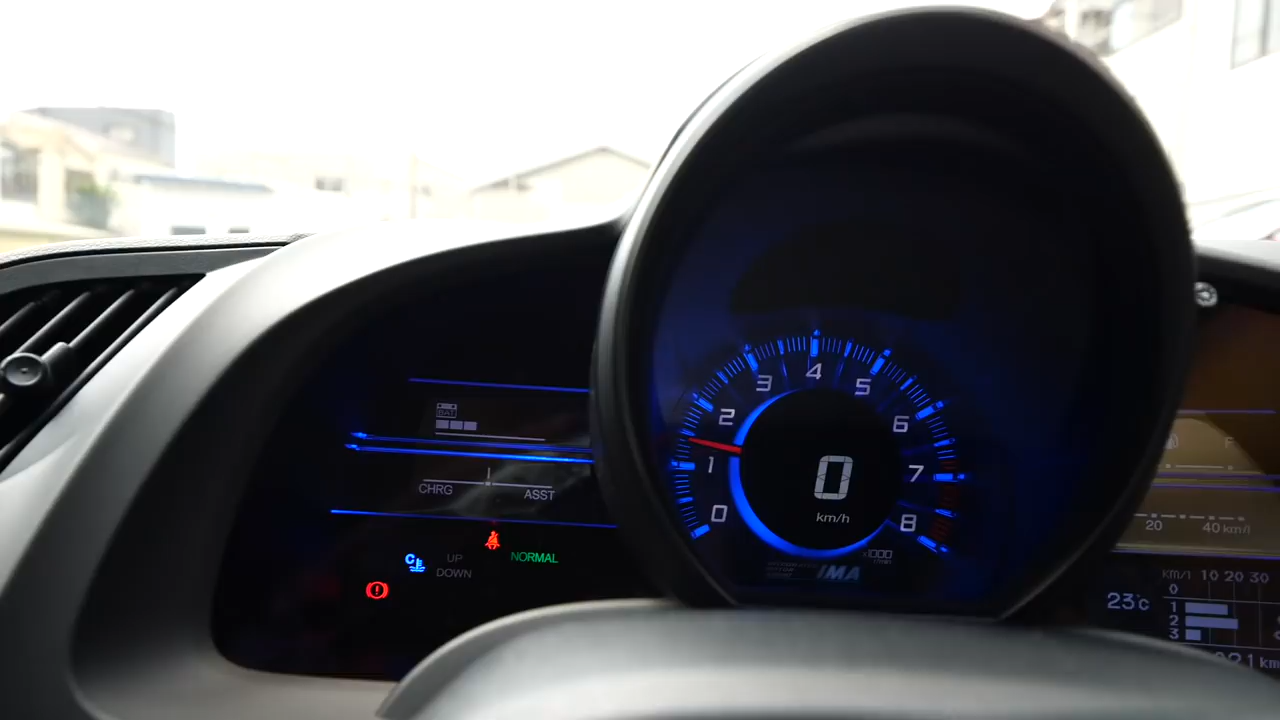 BAT
CHRG
ASST
UP
DOWN
NORMAL
0
1
2
3
4
5
6
7
8
0
km/h
x1000
IMA
F
20
40 km/h
23°c
KM/l 10 20 30
0
1
2
3
km